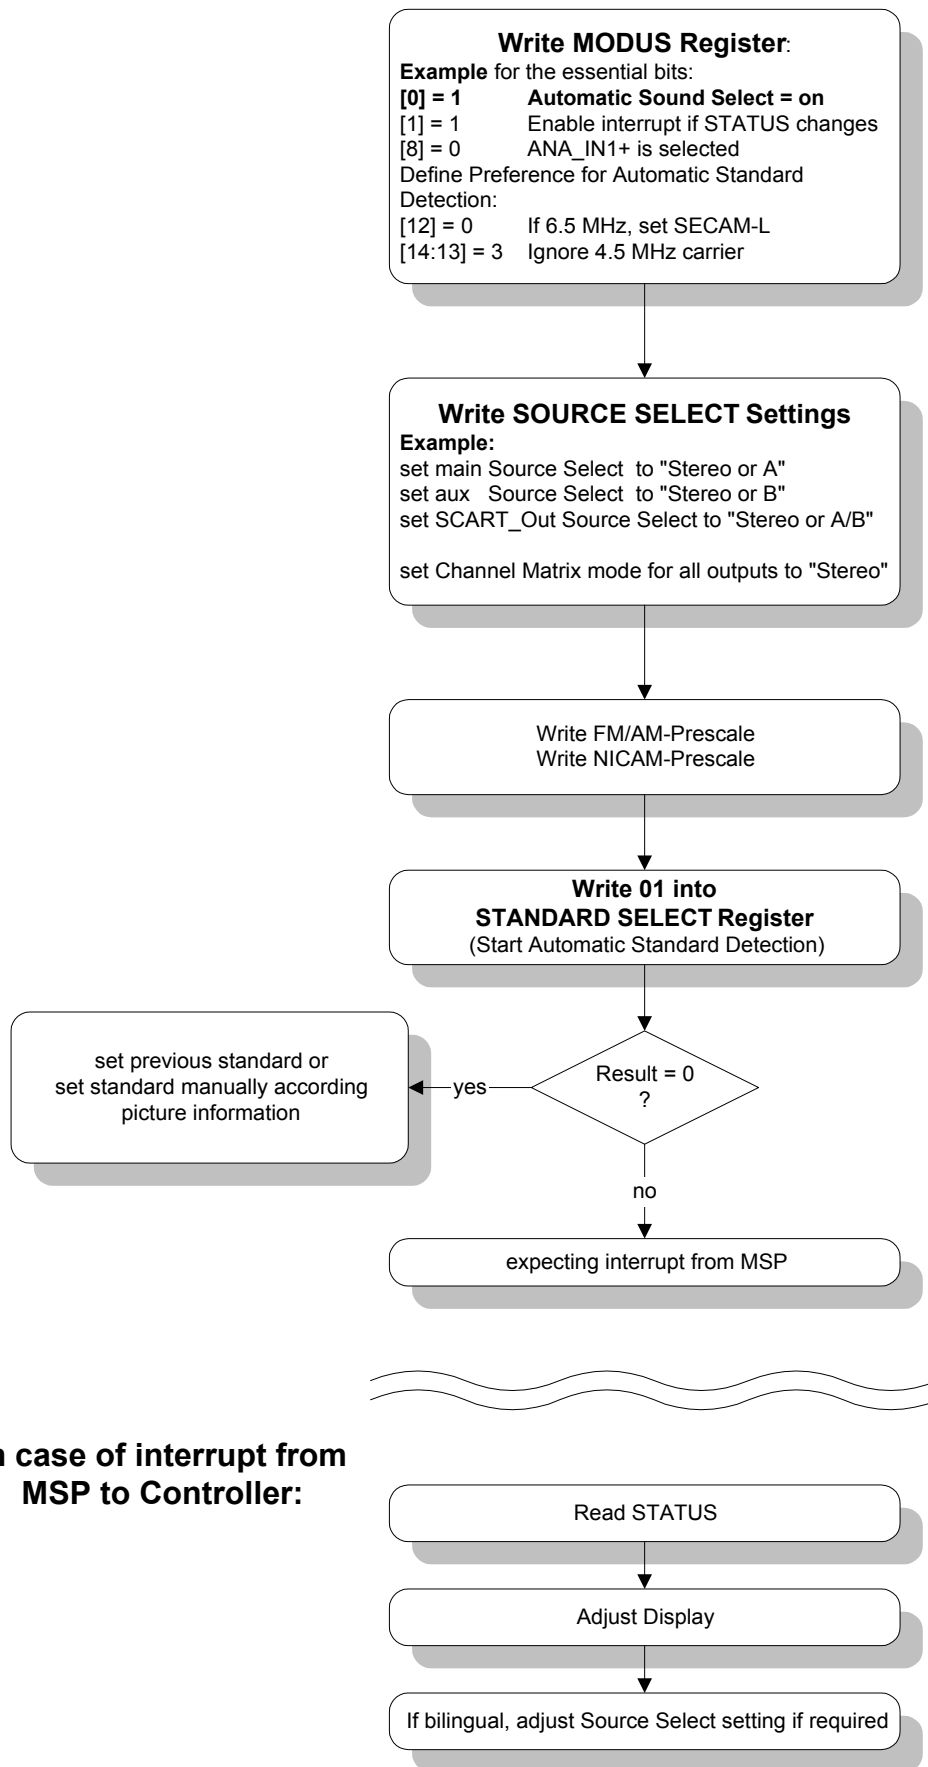 Write MODUS Register:
Example for the essential bits:
[0] = 1 Automatic Sound Select = on
[1] = 1 Enable interrupt if STATUS changes
[8] = 0 ANA_IN1+ is selected
Define Preference for Automatic Standard
Detection:
[12] = 0 If 6.5 MHz, set SECAM-L
[14:13] = 3 Ignore 4.5 MHz carrier
Write SOURCE SELECT Settings
Example:
set main Source Select to "Stereo or A"
set aux Source Select to "Stereo or B"
set SCART_Out Source Select to "Stereo or A/B"
set Channel Matrix mode for all outputs to "Stereo"
Write FM/AM-Prescale
Write NICAM-Prescale
Write 01 into
STANDARD SELECT Register
(Start Automatic Standard Detection)
Result = 0
?
yes
set previous standard or
set standard manually according
picture information
no
expecting interrupt from MSP
case of interrupt from
MSP to Controller:
Read STATUS
Adjust Display
If bilingual, adjust Source Select setting if required